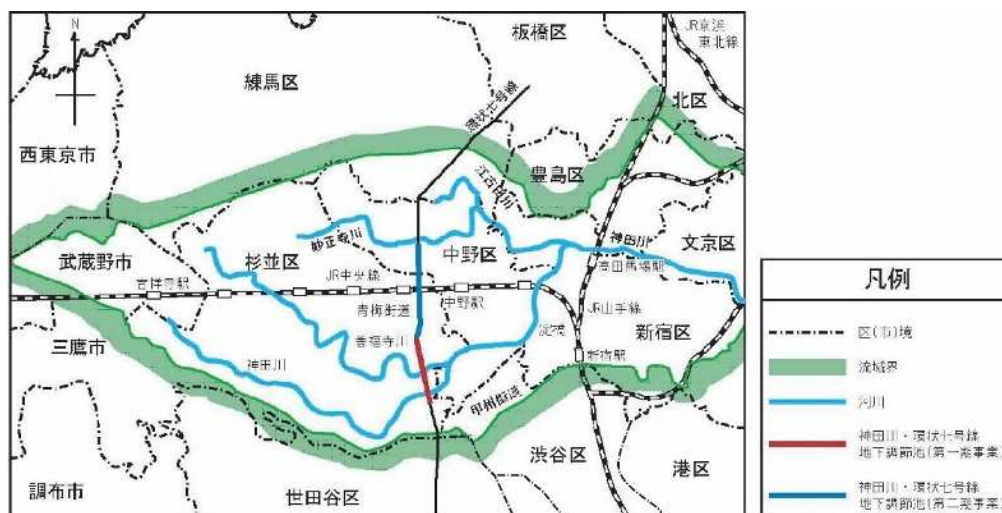 N
板橋区
JR京浜
東北線
練馬区
環状七号線
北区
西東京市
豊島区
江古田川
妙正寺川
神田川
文京区
武蔵野市
杉並区
中野区
高田馬場駅
JR中央線
吉祥寺駅
青梅街道
中野駅
JR山手線
三鷹市
善福寺川
淀橋
新宿区
神田川
新宿駅
甲州街道
渋谷区
港区
調布市
世田谷区
凡例
区(市)境
流域界
河川
神田川・環状七号線
地下調節池(第一期事業)
神田川・環状七号線
地下調節池(第二期事業)